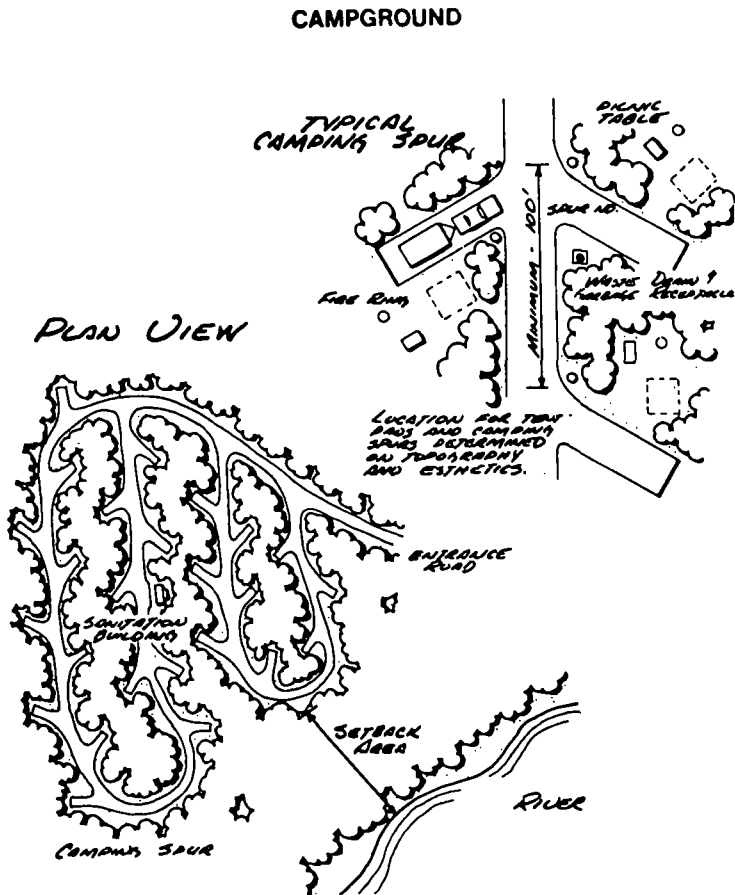 CAMPGROUND
TYPICAL
CAMPING SPUR
PICNIC
TABLE
SPUR NO.
MINIMUM - 100'
WASTE DRAIN &
GARBAGE RECEPTACLE
FIRE RING
PLAN VIEW
LOCATION FOR TENT
PADS AND CAMPING
SPURS DETERMINED
ON TOPOGRAPHY
AND ESTHETICS.
ENTRANCE
ROAD
SANITATION
BUILDING
SETBACK
AREA
RIVER
CAMPING SPUR